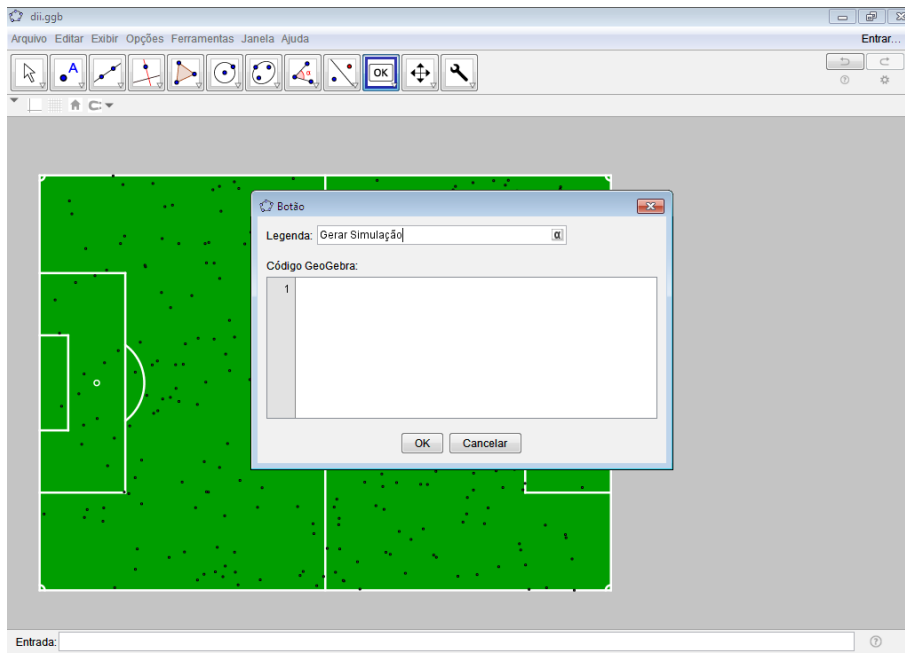 dii.ggb
Arquivo Editar Exibir Opções Ferramentas Janela Ajuda
Entrar...
A
α
OK
Botão
Legenda: Gerar Simulação
α
Código GeoGebra:
1
OK
Cancelar
Entrada: